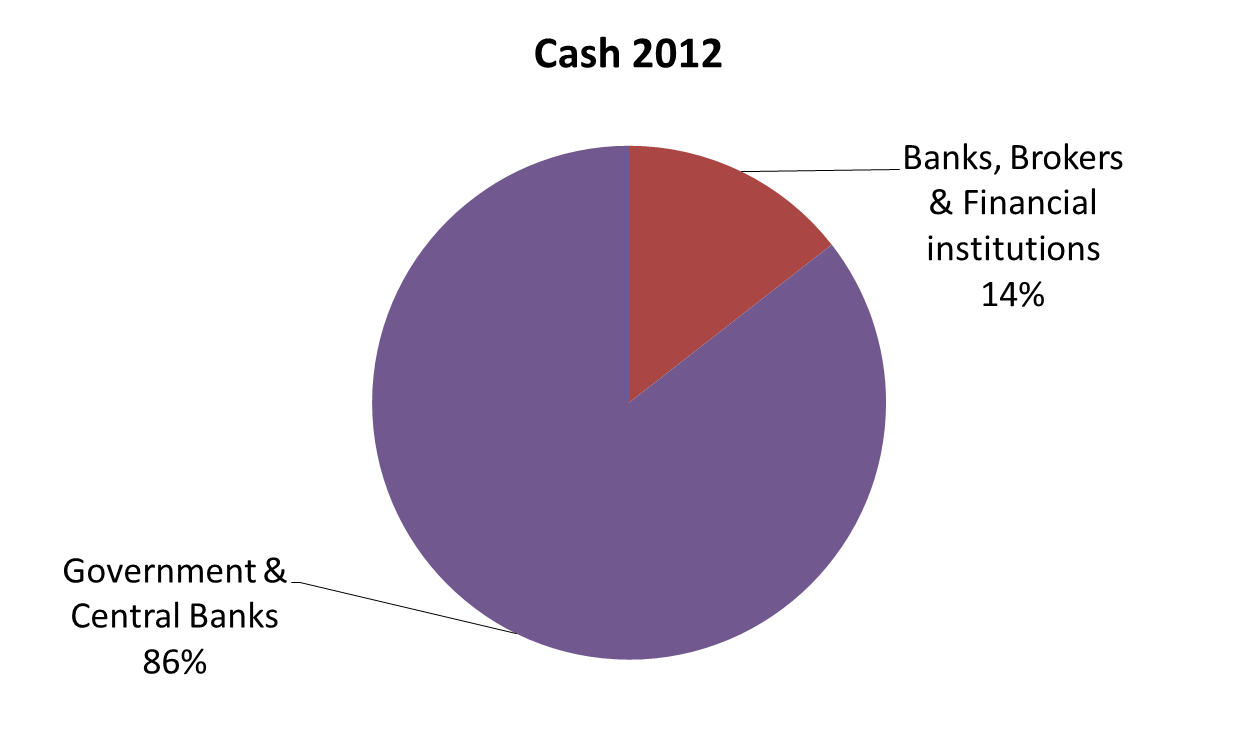 Cash 2012
Banks, Brokers
& Financial
institutions
14%
Government &
Central Banks
86%